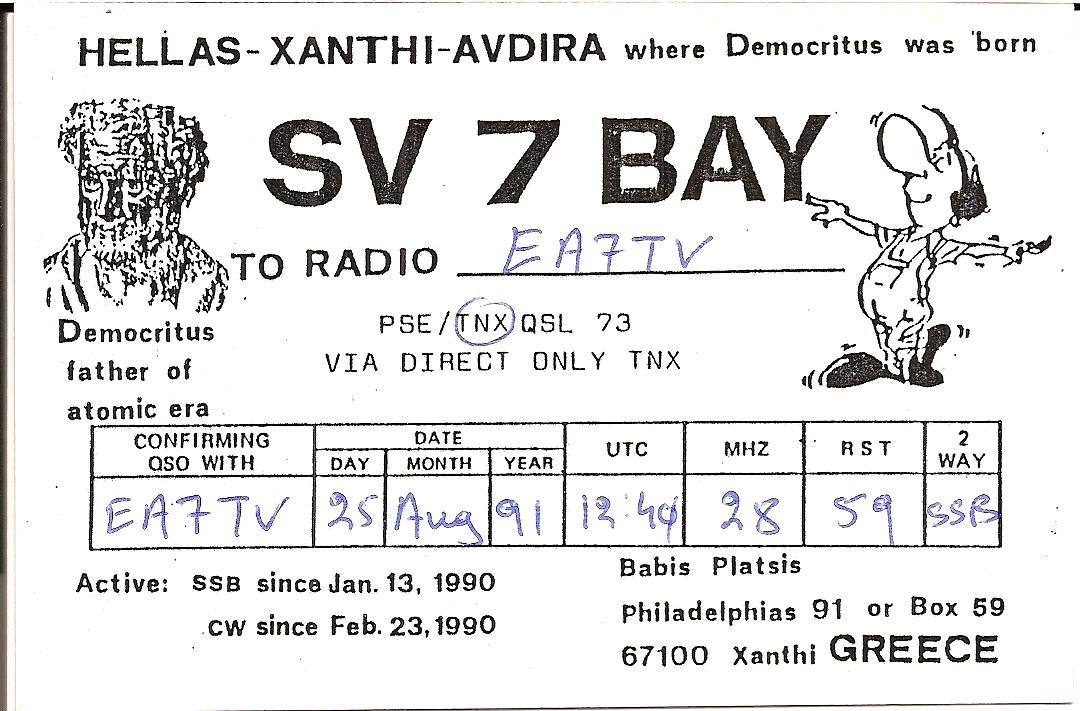 HELLAS-XANTHI-AVDIRA where Democritus was born
SV 7 BAY
TO RADIO EA7TV
PSE/TNX QSL 73
VIA DIRECT ONLY TNX
Democritus
father of
atomic era
CONFIRMING QSO WITH DATE DAY MONTH YEAR UTC MHZ RST 2 WAY
EA7TV 25 Aug 91 12:40 28 59 SSB
Active: SSB since Jan. 13, 1990
CW since Feb. 23, 1990
Babis Platsis
Philadelphias 91 or Box 59
67100 Xanthi GREECE